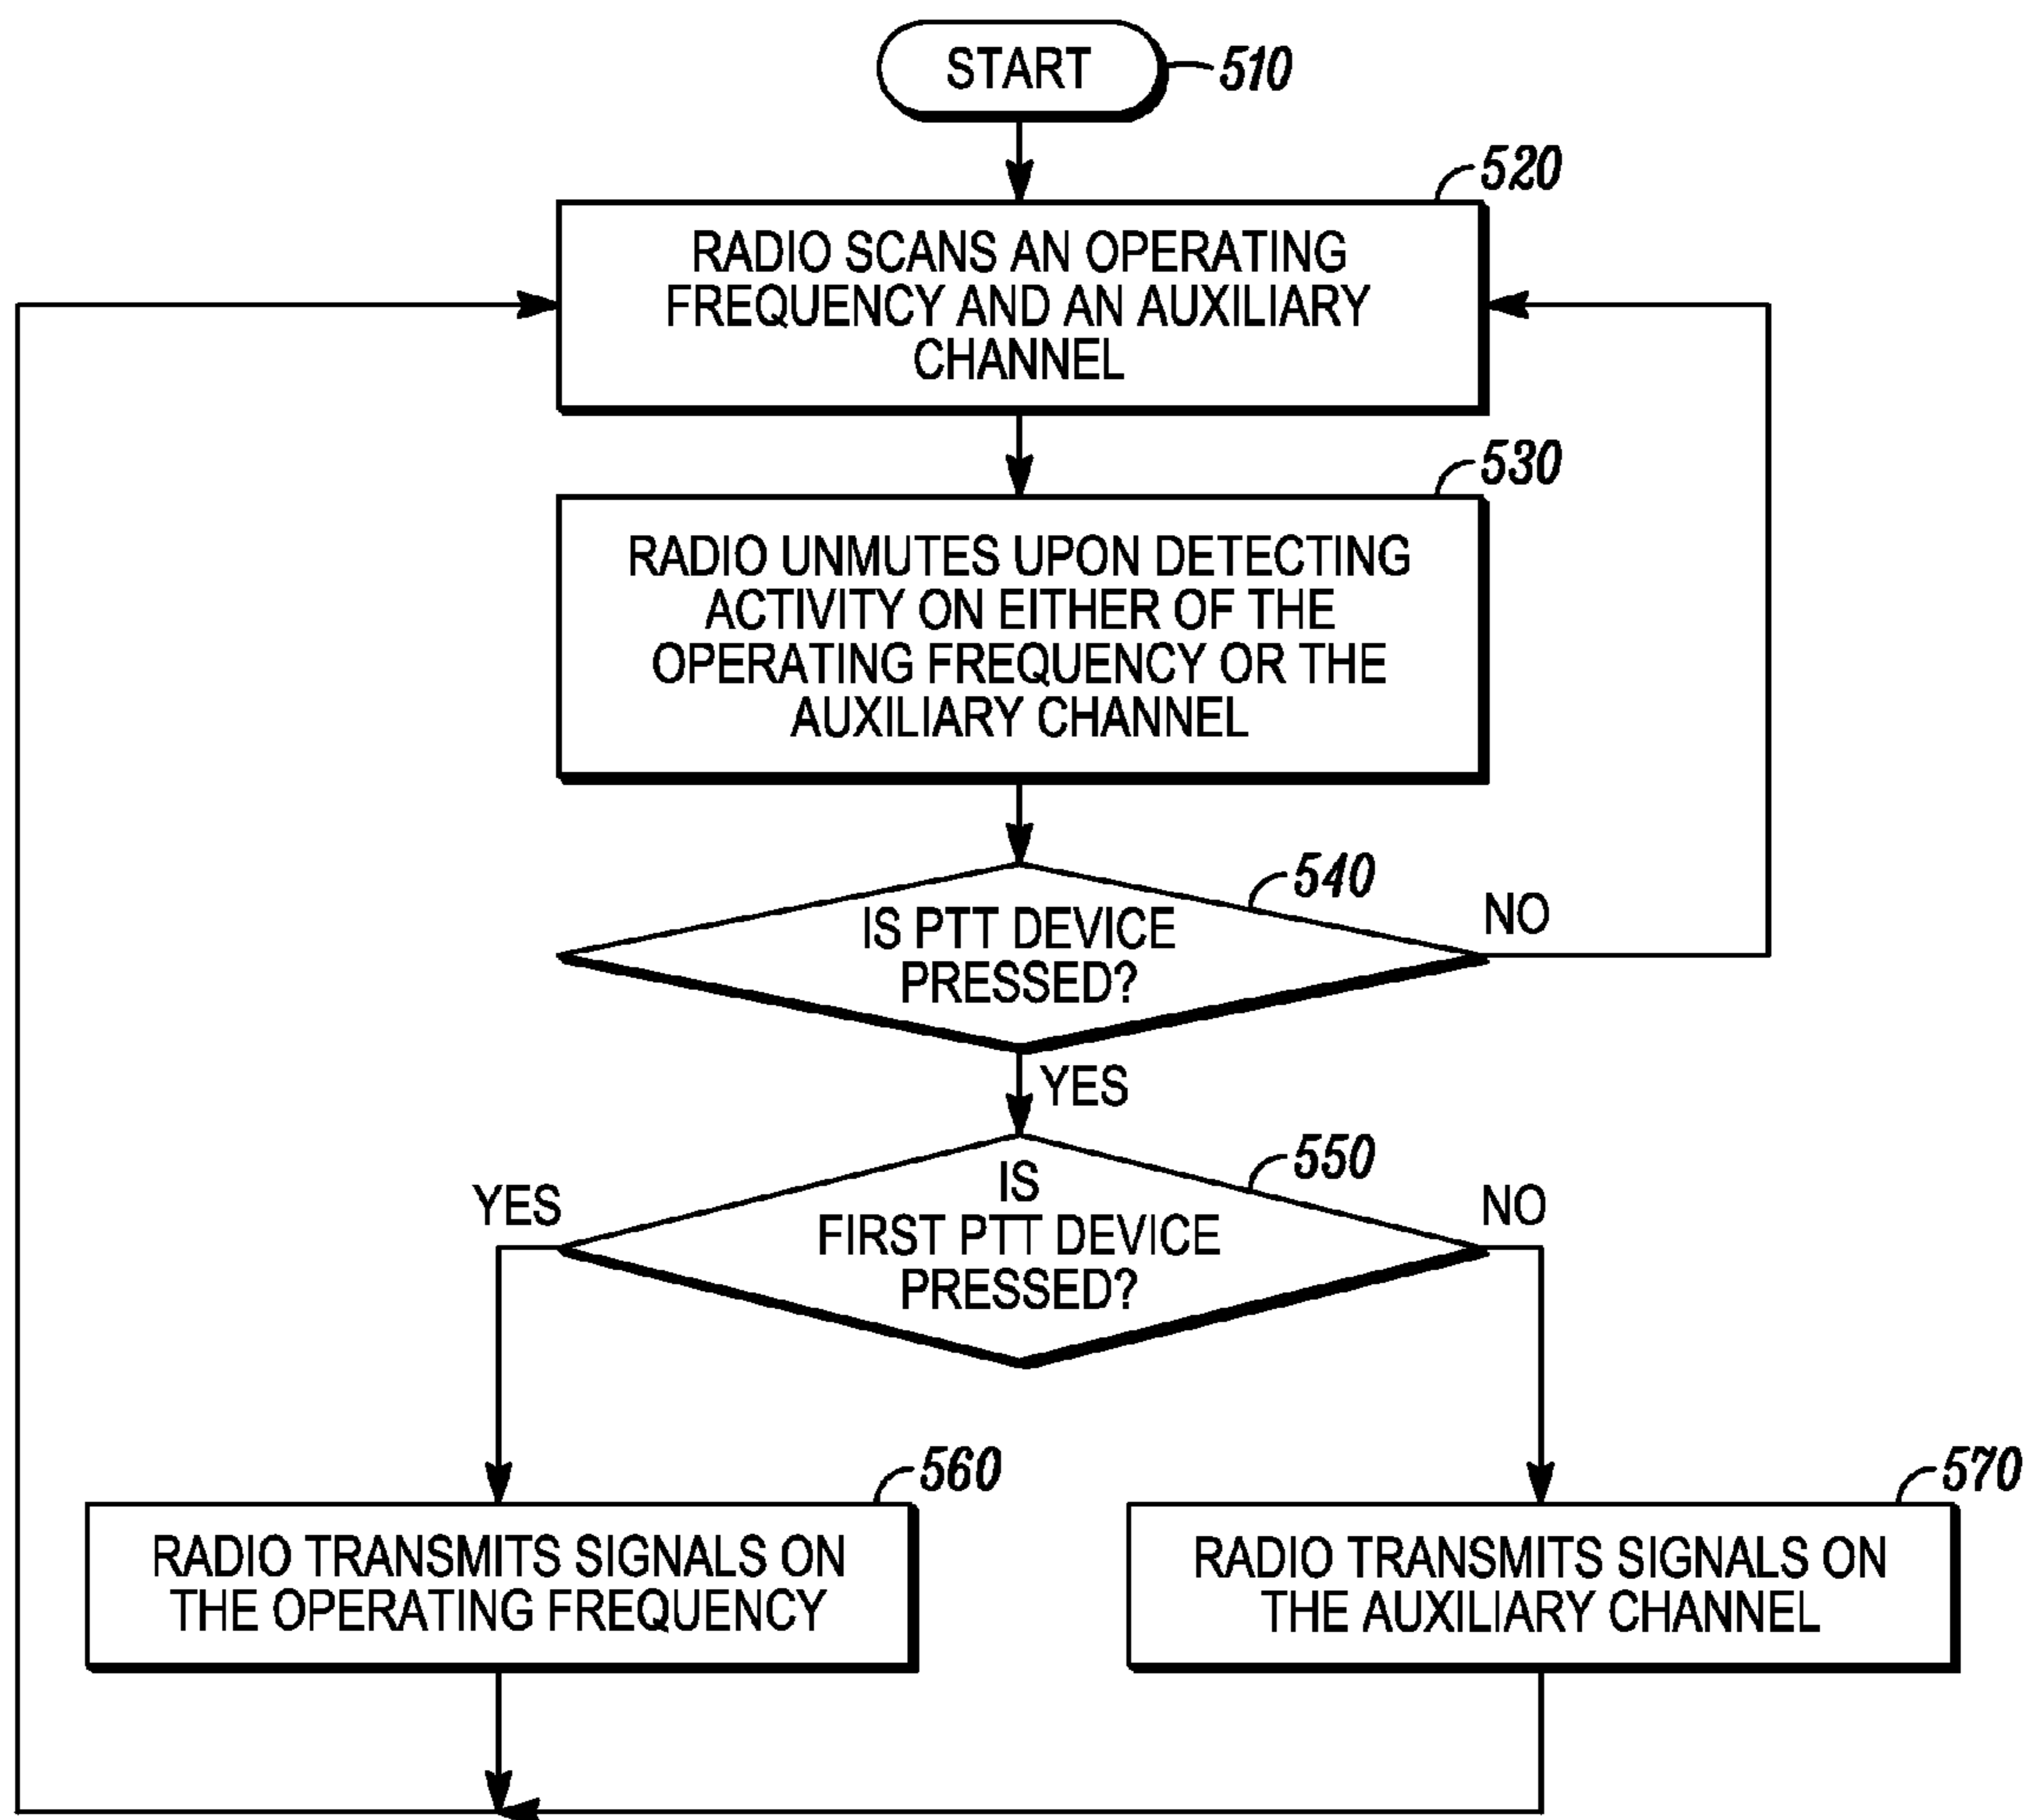 START
510
520
RADIO SCANS AN OPERATING
FREQUENCY AND AN AUXILIARY
CHANNEL
530
RADIO UNMUTES UPON DETECTING
ACTIVITY ON EITHER OF THE
OPERATING FREQUENCY OR THE
AUXILIARY CHANNEL
540
IS PTT DEVICE
PRESSED?
NO
YES
550
IS
FIRST PTT DEVICE
PRESSED?
YES
NO
560
RADIO TRANSMITS SIGNALS ON
THE OPERATING FREQUENCY
570
RADIO TRANSMITS SIGNALS ON
THE AUXILIARY CHANNEL